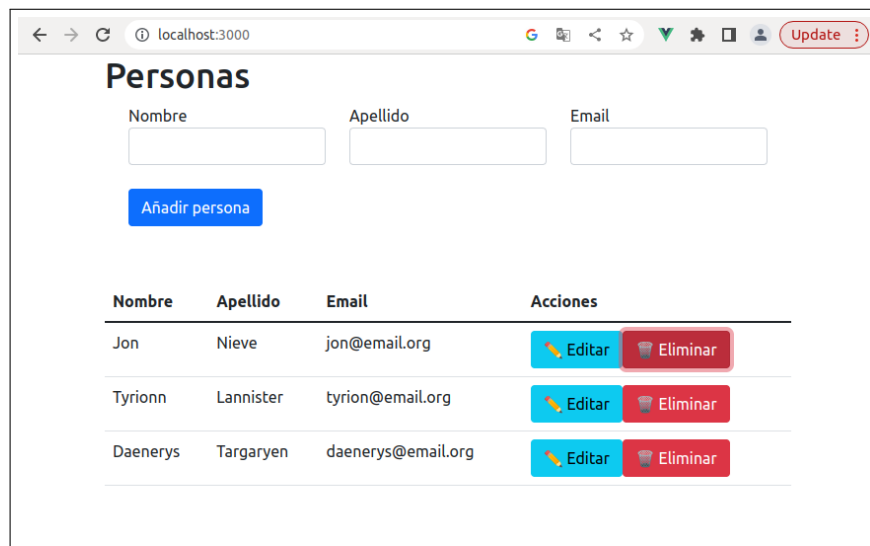 localhost:3000 Update
Personas
Nombre Apellido Email
Añadir persona
Nombre Apellido Email Acciones
Jon Nieve jon@email.org Editar Eliminar
Tyrionn Lannister tyrion@email.org Editar Eliminar
Daenerys Targaryen daenerys@email.org Editar Eliminar